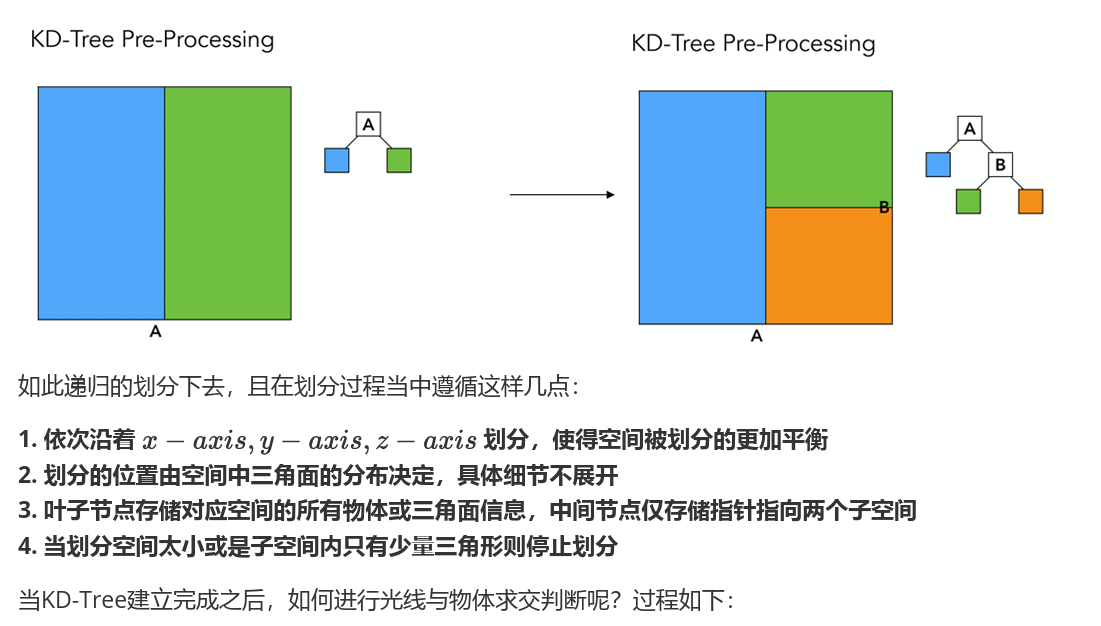 KD-Tree Pre-Processing
KD-Tree Pre-Processing
A
A
A
B
B
A
如此递归的划分下去，且在划分过程当中遵循这样几点：
1. 依次沿着 x − axis, y − axis, z − axis 划分，使得空间被划分的更加平衡
2. 划分的位置由空间中三角面的分布决定，具体细节不展开
3. 叶子节点存储对应空间的所有物体或三角面信息，中间节点仅存储指针指向两个子空间
4. 当划分空间太小或是子空间内只有少量三角形则停止划分
当KD-Tree建立完成之后，如何进行光线与物体求交判断呢？过程如下：